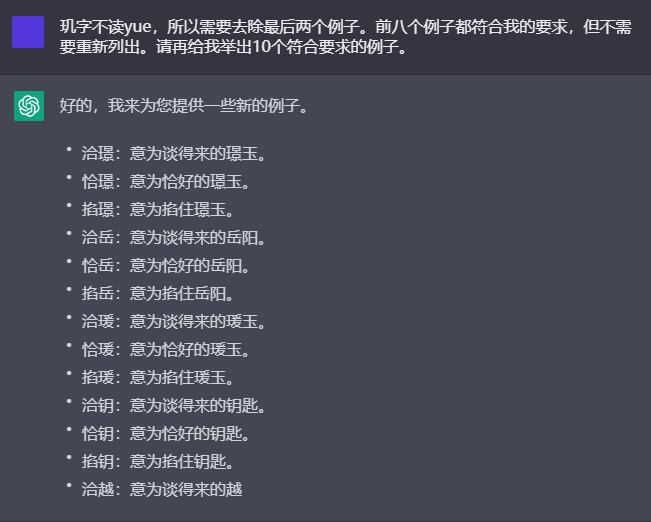 玑字不读yue，所以需要去除最后两个例子。前八个例子都符合我的要求，但不需
要重新列出。请再给我举出10个符合要求的例子。
好的，我来为您提供一些新的例子。
• 洽璟：意为谈得来的璟玉。
• 恰璟：意为恰好的璟玉。
• 掐璟：意为掐住璟玉。
• 洽岳：意为谈得来的岳阳。
• 恰岳：意为恰好的岳阳。
• 掐岳：意为掐住岳阳。
• 洽瑗：意为谈得来的瑗玉。
• 恰瑗：意为恰好的瑗玉。
• 掐瑗：意为掐住瑗玉。
• 洽钥：意为谈得来的钥匙。
• 恰钥：意为恰好的钥匙。
• 掐钥：意为掐住钥匙。
• 洽越：意为谈得来的越